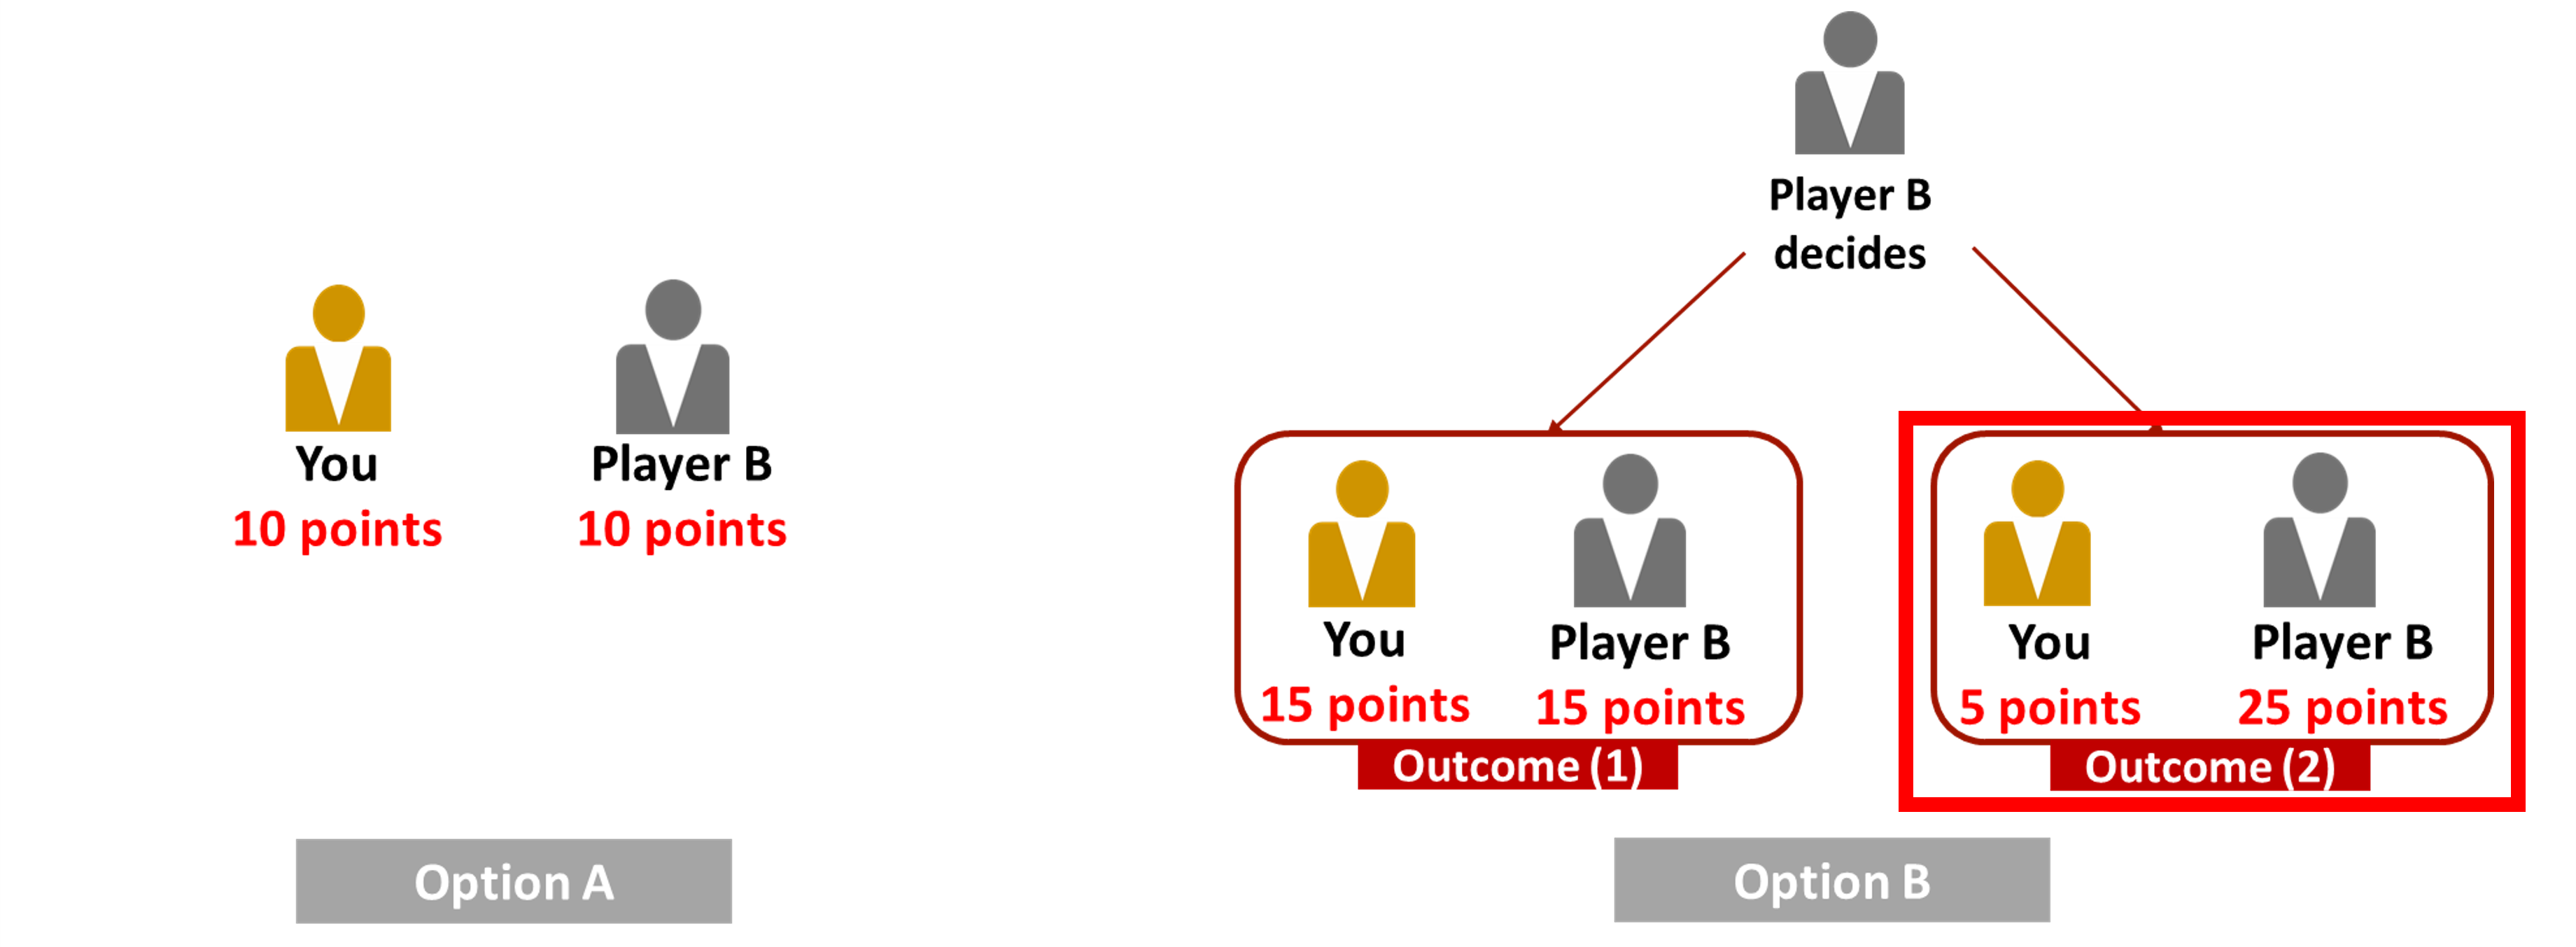 You
Player B
10 points
10 points
Option A
Player B
decides
You
Player B
15 points
15 points
Outcome (1)
You
Player B
5 points
25 points
Outcome (2)
Option B